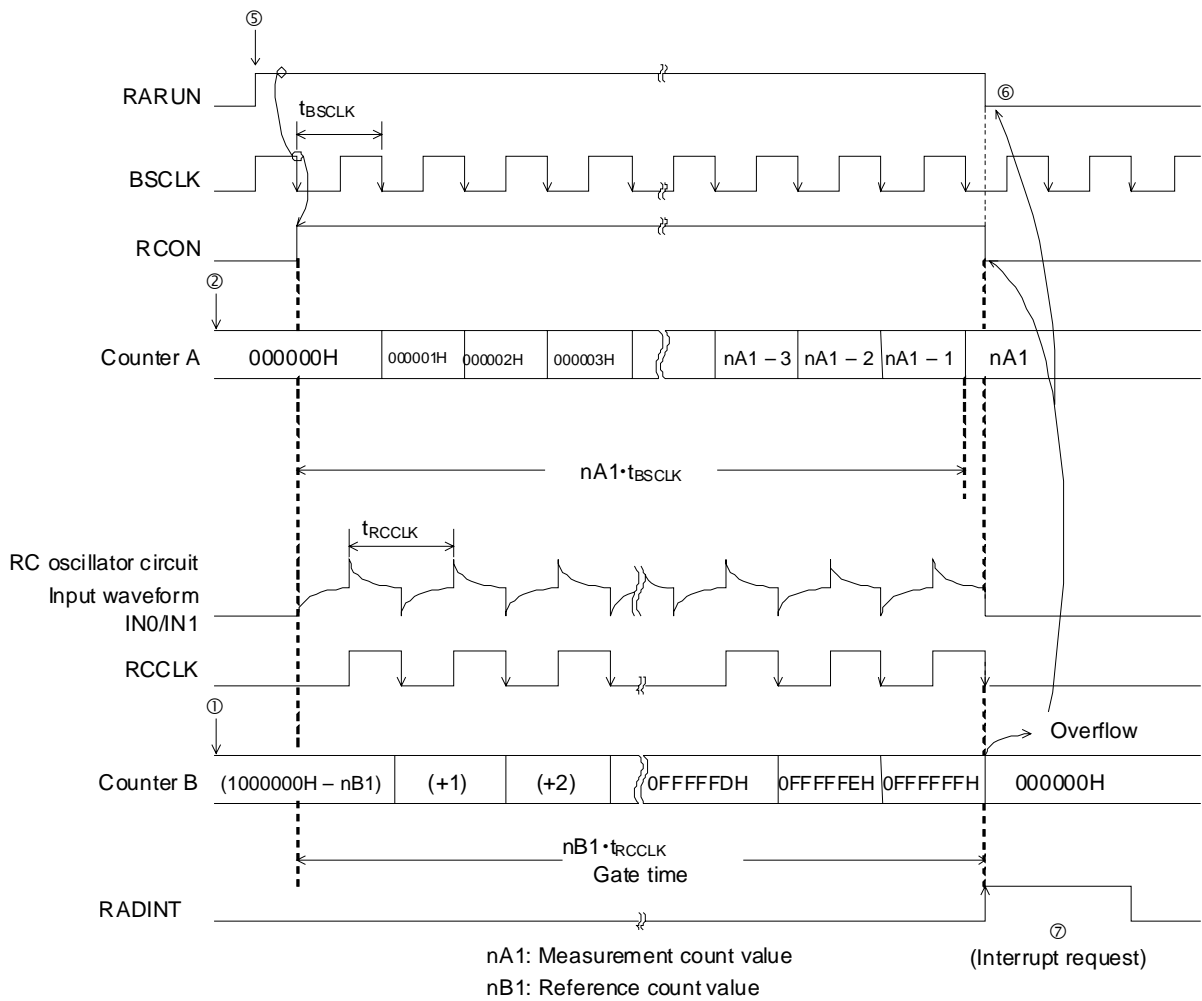 ⑤
RARUN
⑥
tBSCLK
BSCLK
RCON
②
Counter A
000000H
000001H
000002H
000003H
nA1 – 3
nA1 – 2
nA1 – 1
nA1
nA1•tBSCLK
tRCCLK
RC oscillator circuit
Input waveform
IN0/IN1
RCCLK
①
Overflow
Counter B
(1000000H – nB1)
(+1)
(+2)
0FFFFFDH
0FFFFFEH
0FFFFFFH
000000H
nB1•tRCCLK
Gate time
RADINT
⑦
(Interrupt request)
nA1: Measurement count value
nB1: Reference count value